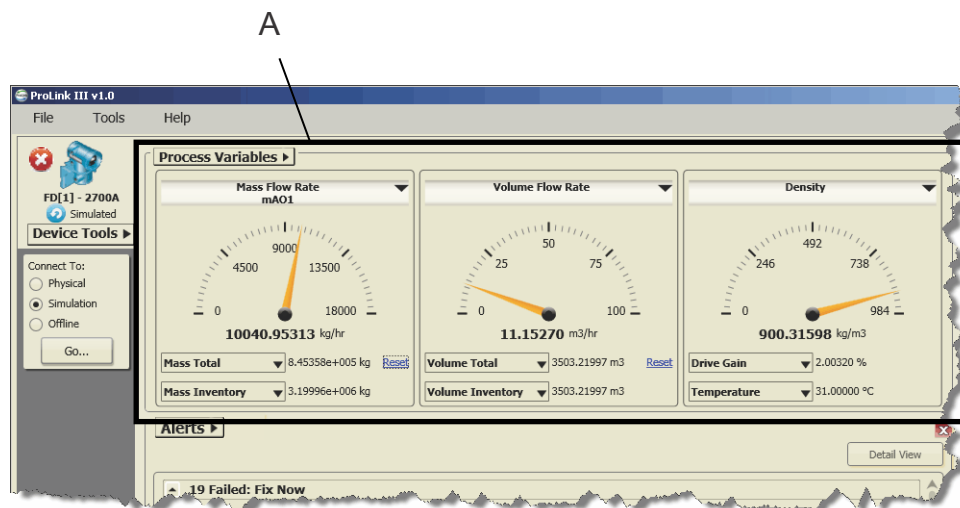 A
ProLink III v1.0
File Tools Help
FD[1] - 2700A
Simulated
Device Tools
Connect To:
Physical
Simulation
Offline
Go...
Process Variables
Mass Flow Rate
mAO1
0 4500 9000 13500 18000
10040.95313 kg/hr
Mass Total 8.45358e+005 kg Reset
Mass Inventory 3.19996e+006 kg
Volume Flow Rate
0 25 50 75 100
11.15270 m3/hr
Volume Total 3503.21997 m3 Reset
Volume Inventory 3503.21997 m3
Density
0 246 492 738 984
900.31598 kg/m3
Drive Gain 2.00320 %
Temperature 31.00000 °C
Alerts
Detail View
19 Failed: Fix Now